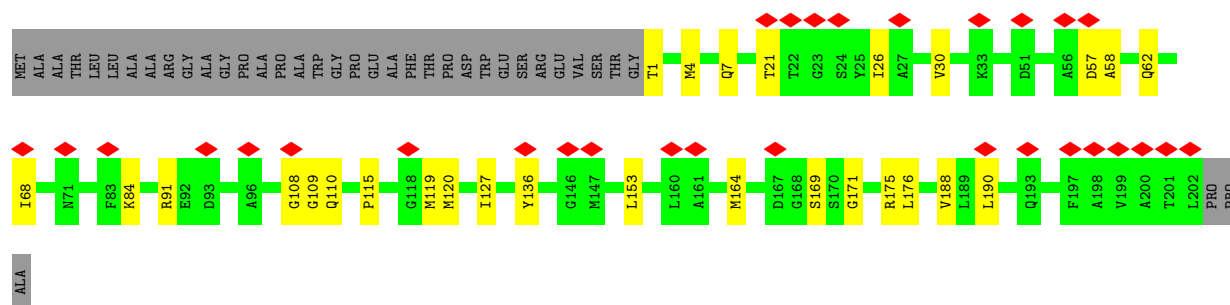 MET ALA ALA THR LEU LEU ALA ALA ARG GLY ALA GLY PRO ALA PRO ALA TRP GLY PRO GLU ALA PHE THR PRO ASP TRP GLU SER ARG GLU VAL SER THR GLY T1 M4 Q7 T21 T22 G23 S24 Y25 I26 A27 V30 K33 D51 A56 D57 A58 Q62
I68 N71 F83 K84 R91 E92 D93 A96 G108 G109 Q110 P115 G118 M119 M120 I127 Y136 G146 M147 L153 L160 A161 M164 D167 G168 S169 S170 G171 R175 L176 V188 L189 L190 Q193 F197 A198 V199 A200 T201 L202 PRO PRO
ALA